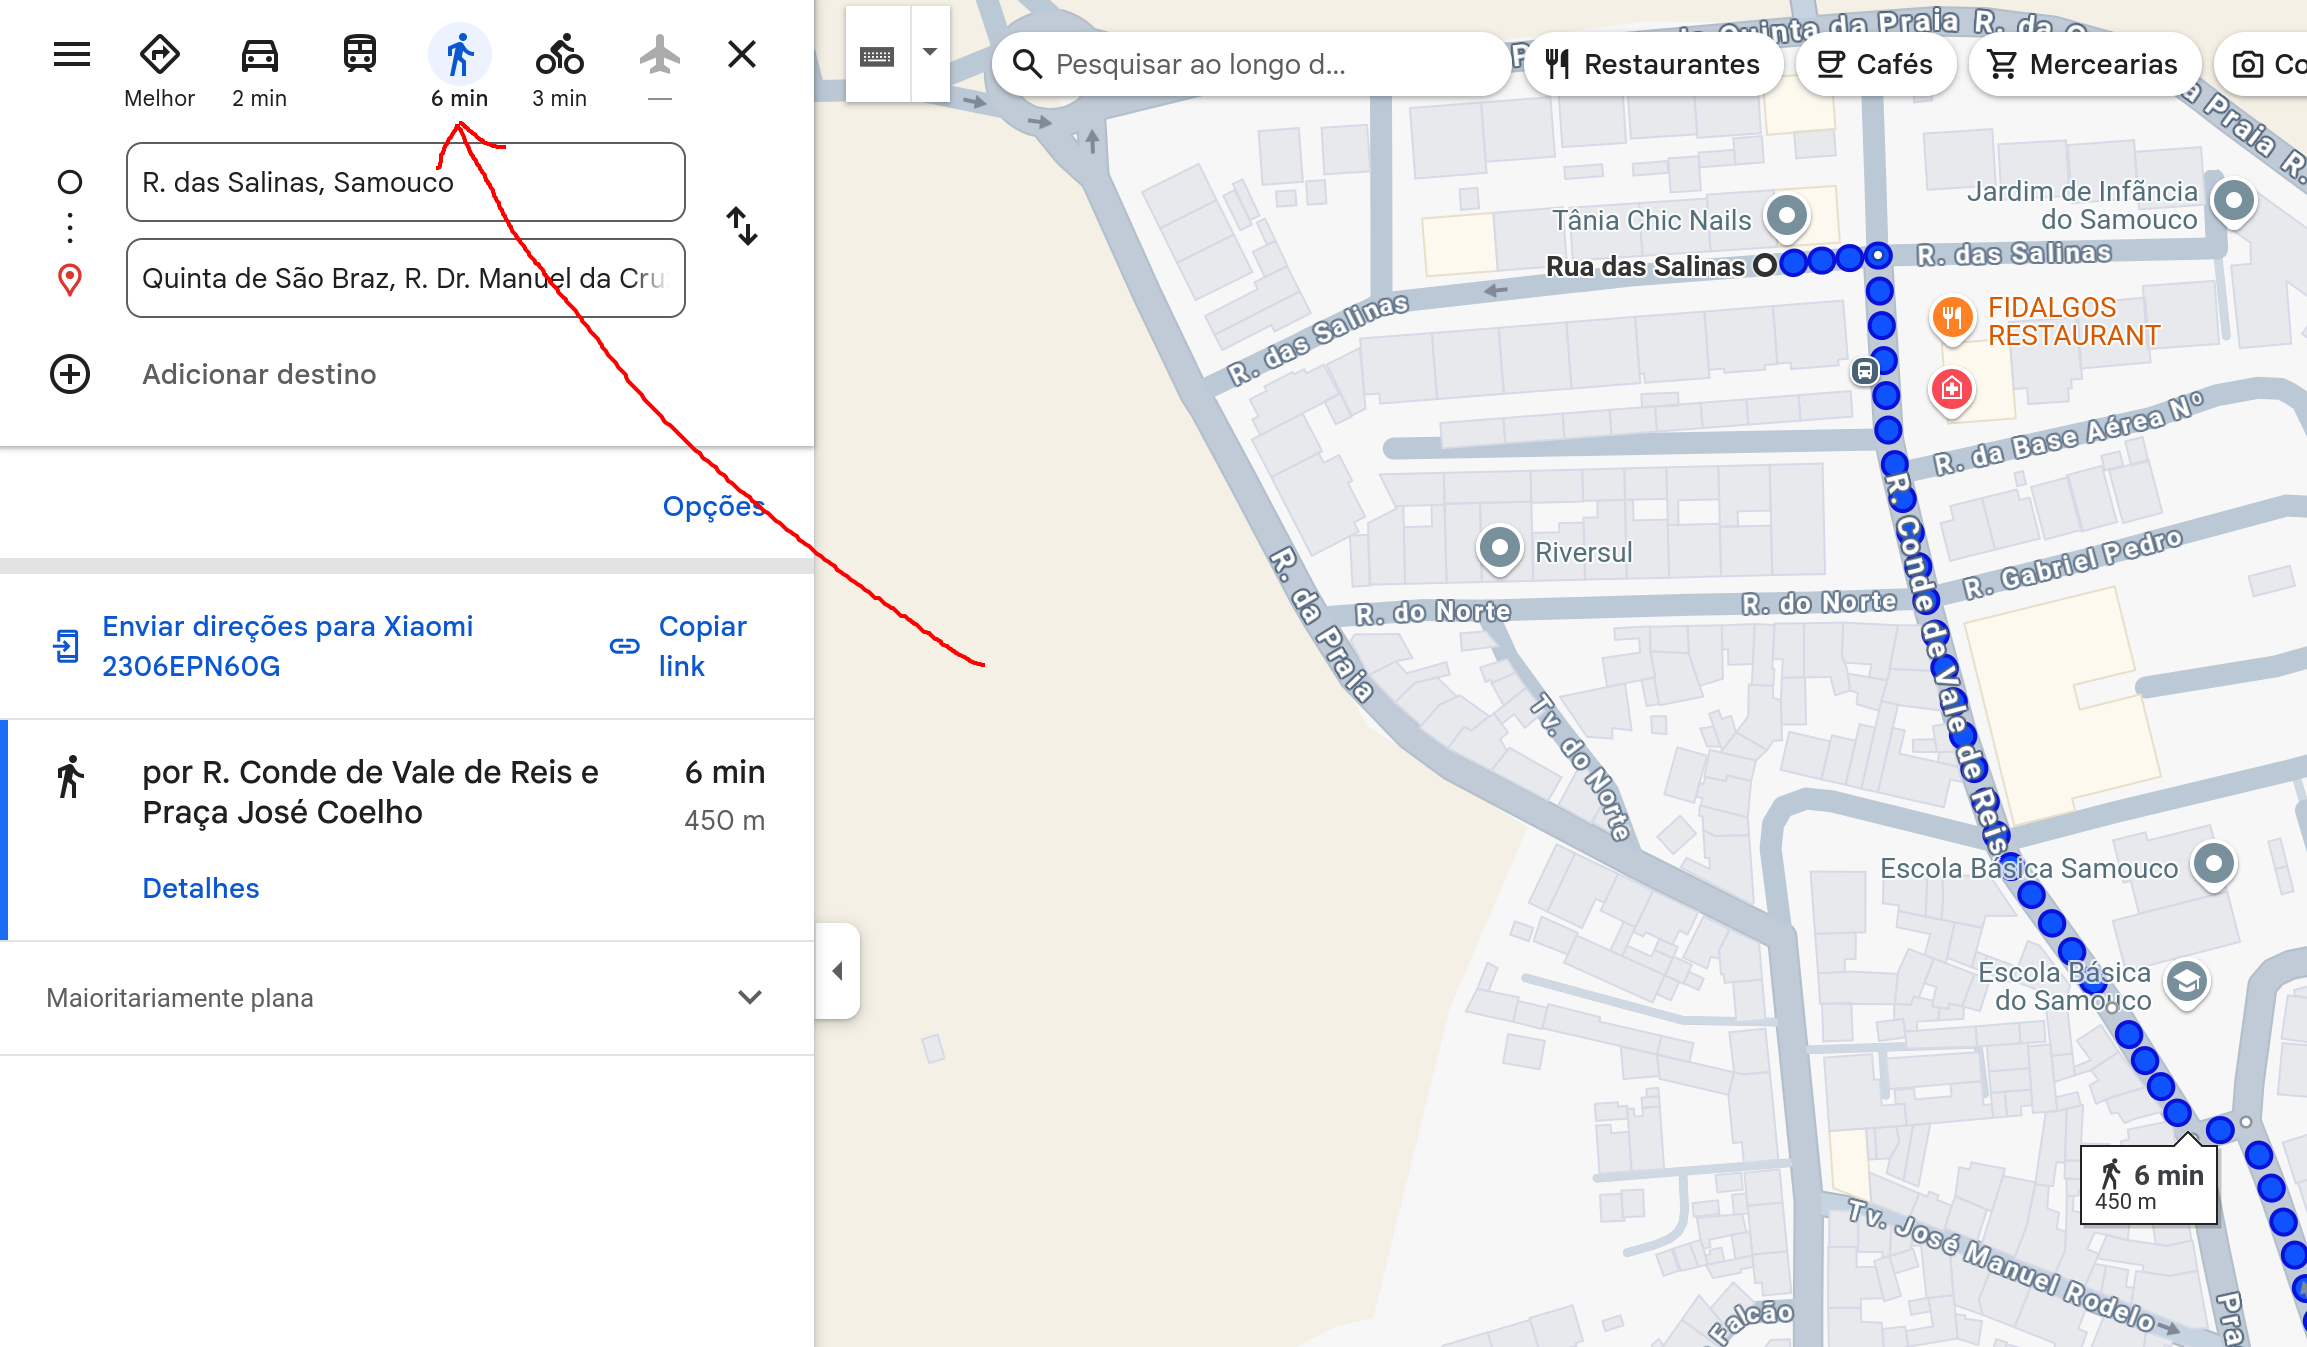 Melhor
2 min
6 min
3 min
—
R. das Salinas, Samouco
Quinta de São Braz, R. Dr. Manuel da Cru
Adicionar destino
Opções
Enviar direções para Xiaomi
2306EPN60G
Copiar
link
por R. Conde de Vale de Reis e
Praça José Coelho
6 min
450 m
Detalhes
Maioritariamente plana
Pesquisar ao longo d...
Restaurantes
Cafés
Mercearias
Co
Quinta da Praia
R. da
a Praia
R.
Jardim de Infância
do Samouco
Tânia Chic Nails
Rua das Salinas
R. das Salinas
R. das Salinas
FIDALGOS
RESTAURANT
R. da Base Aérea Nº
R. Conde de Vale de Reis
Riversul
R. Gabriel Pedro
R. do Norte
R. do Norte
R. da Praia
Tv. do Norte
Escola Básica Samouco
Escola Básica
do Samouco
6 min
450 m
Tv. José Manuel Rodelo
Falcão
Pra